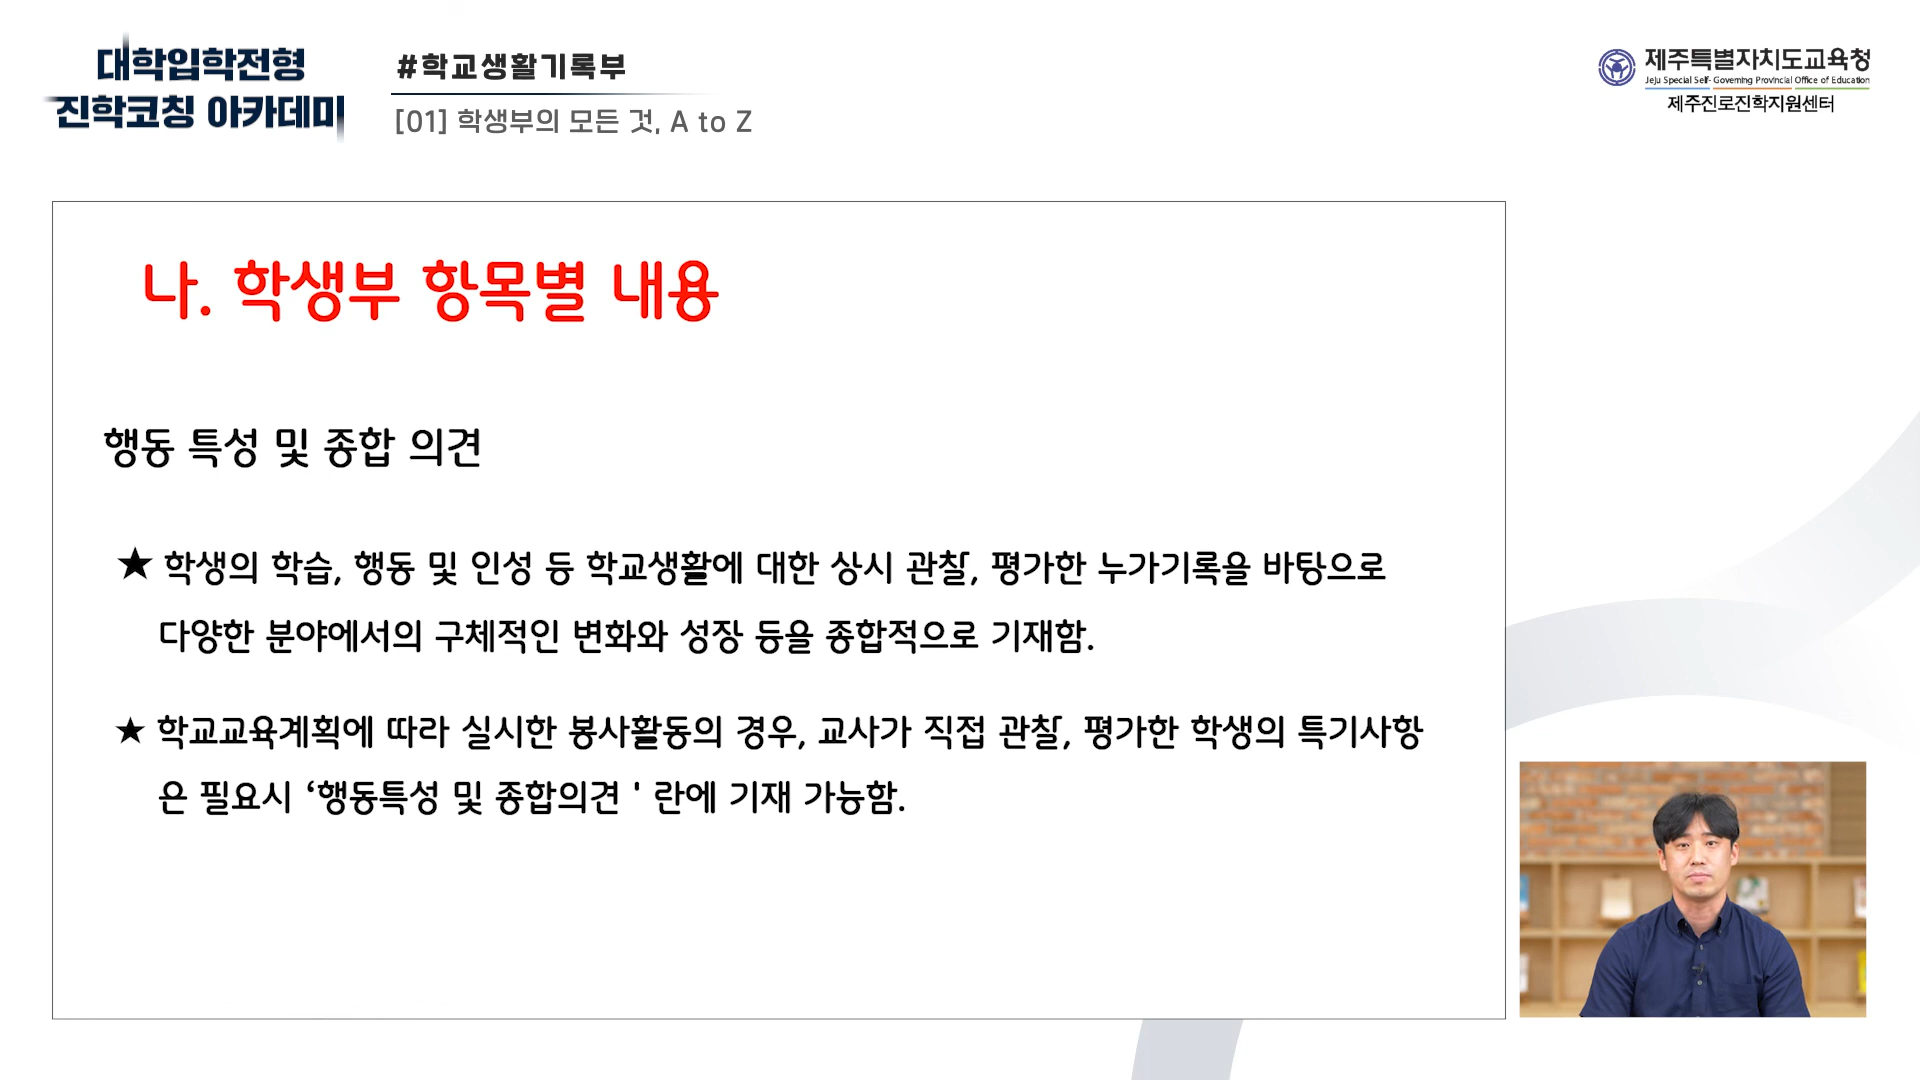 대학입학전형
진학코칭 아카데미
#학교생활기록부
[01] 학생부의 모든 것, A to Z
제주특별자치도교육청
Jeju Special Self- Governing Provincial Office of Education
제주진로진학지원센터
나. 학생부 항목별 내용
행동 특성 및 종합 의견
★ 학생의 학습, 행동 및 인성 등 학교생활에 대한 상시 관찰, 평가한 누가기록을 바탕으로
다양한 분야에서의 구체적인 변화와 성장 등을 종합적으로 기재함.
★ 학교교육계획에 따라 실시한 봉사활동의 경우, 교사가 직접 관찰, 평가한 학생의 특기사항
은 필요시 ‘행동특성 및 종합의견 ' 란에 기재 가능함.